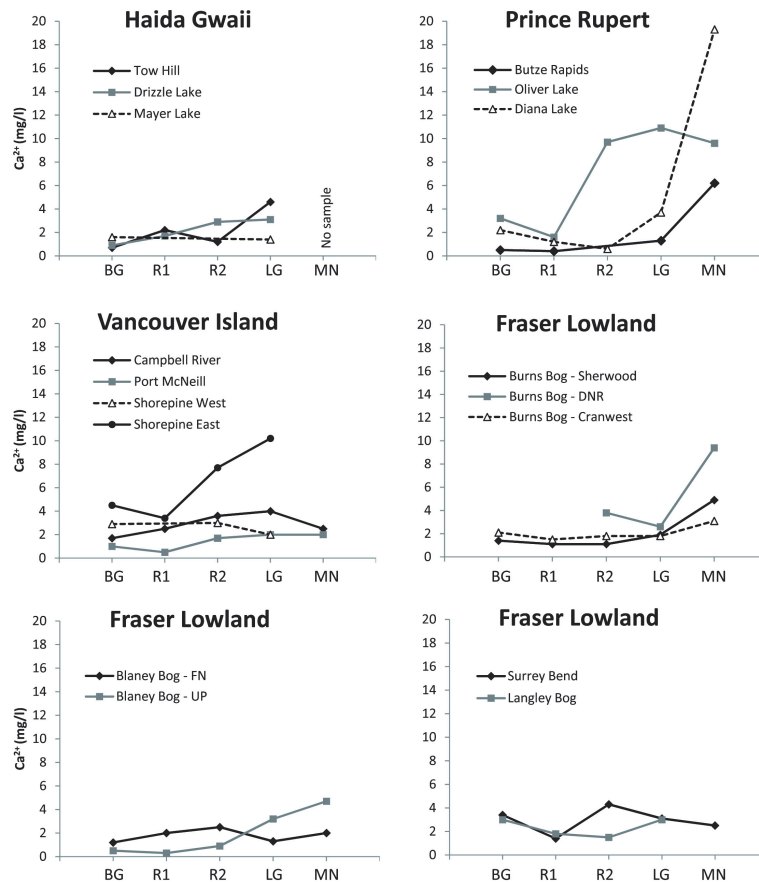 Haida Gwaii
Ca²⁺ (mg/l)
20
18
16
14
12
10
8
6
4
2
0
Tow Hill
Drizzle Lake
Mayer Lake
No sample
BG R1 R2 LG MN
Prince Rupert
20
18
16
14
12
10
8
6
4
2
0
Butze Rapids
Oliver Lake
Diana Lake
BG R1 R2 LG MN
Vancouver Island
Ca²⁺ (mg/l)
20
18
16
14
12
10
8
6
4
2
0
Campbell River
Port McNeill
Shorepine West
Shorepine East
BG R1 R2 LG MN
Fraser Lowland
20
18
16
14
12
10
8
6
4
2
0
Burns Bog - Sherwood
Burns Bog - DNR
Burns Bog - Cranwest
BG R1 R2 LG MN
Fraser Lowland
Ca²⁺ (mg/l)
20
18
16
14
12
10
8
6
4
2
0
Blaney Bog - FN
Blaney Bog - UP
BG R1 R2 LG MN
Fraser Lowland
20
18
16
14
12
10
8
6
4
2
0
Surrey Bend
Langley Bog
BG R1 R2 LG MN